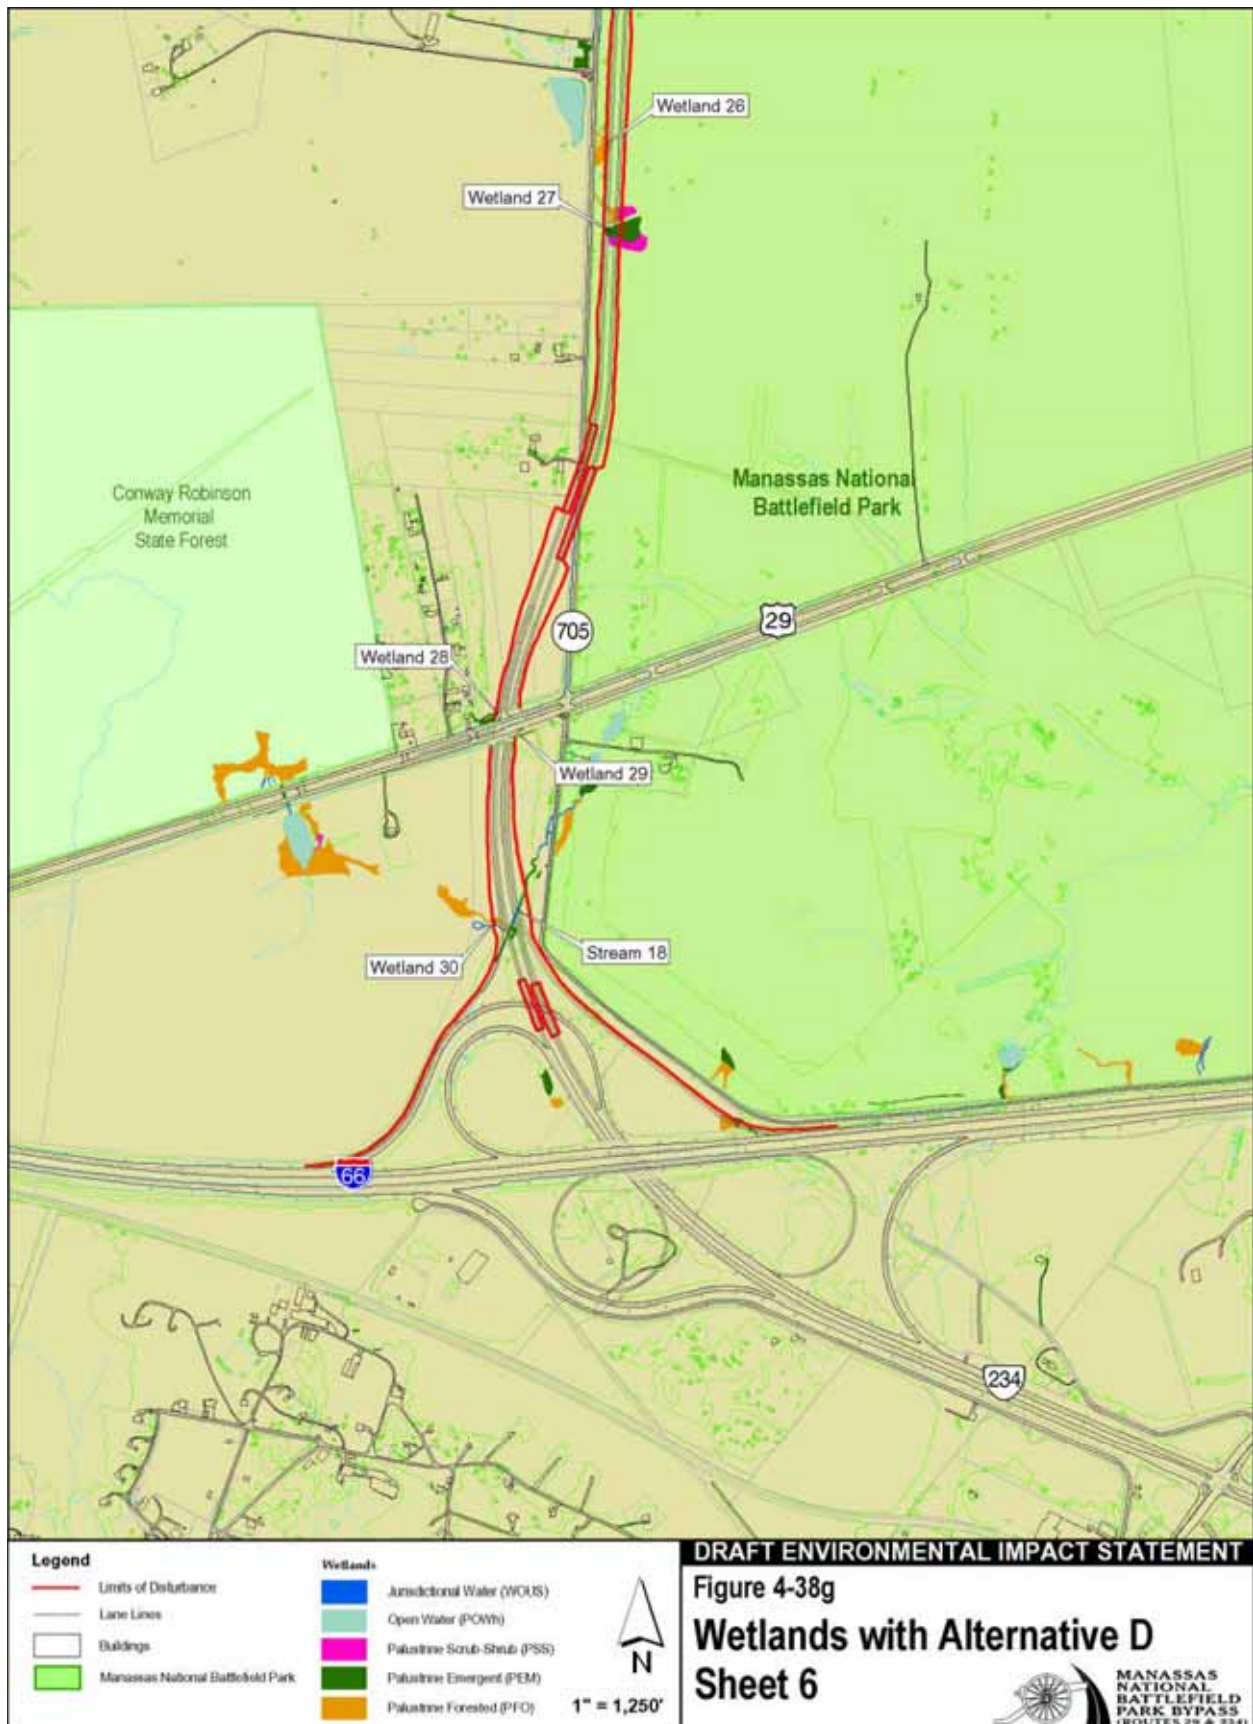 Wetland 26
Wetland 27
Manassas National
Battlefield Park
Conway Robinson
Memorial
State Forest
705
29
Wetland 28
Wetland 29
Wetland 30
Stream 18
66
234
Legend
Limits of Disturbance
Lane Lines
Buildings
Manassas National Battlefield Park
Wetlands
Jurisdictional Water (WOUS)
Open Water (POWh)
Palustrine Scrub-Shrub (PSS)
Palustrine Emergent (PEM)
Palustrine Forested (PFO)
N
1" = 1,250'
DRAFT ENVIRONMENTAL IMPACT STATEMENT
Figure 4-38g
Wetlands with Alternative D
Sheet 6
MANASSAS
NATIONAL
BATTLEFIELD
PARK BYPASS
(ROUTES 29 & 234)